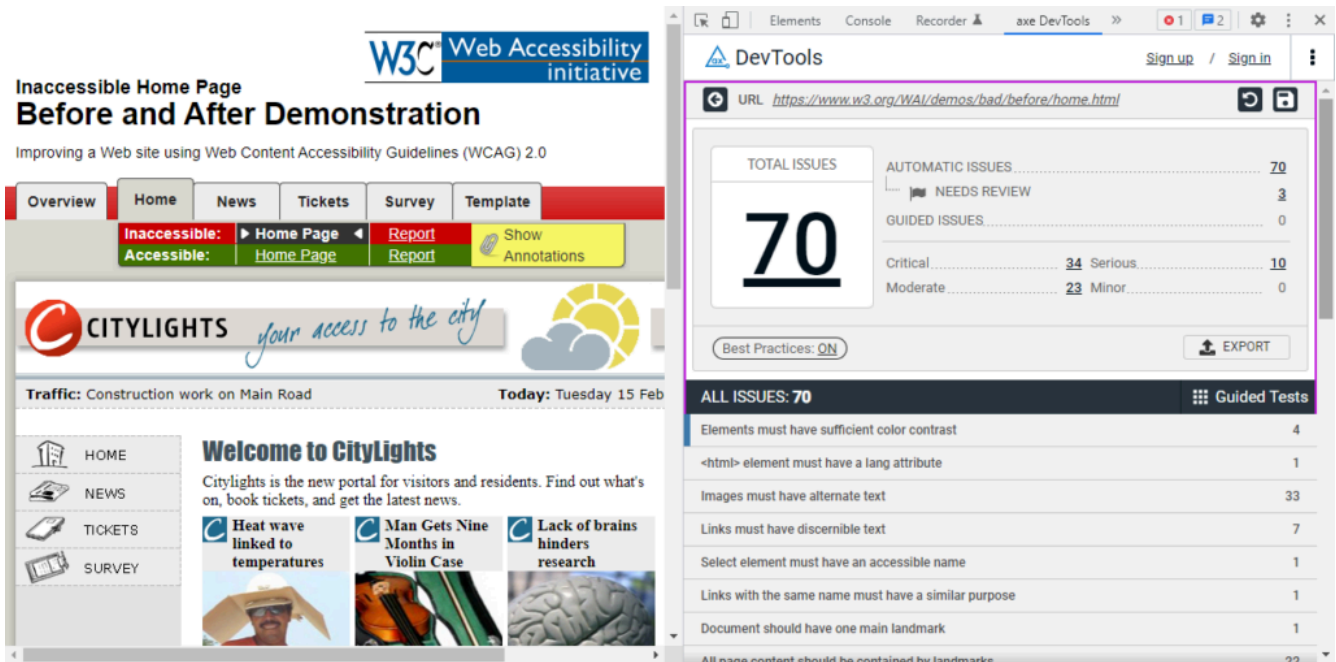 W3C® Web Accessibility
initiative
Inaccessible Home Page
Before and After Demonstration
Improving a Web site using Web Content Accessibility Guidelines (WCAG) 2.0
Overview Home News Tickets Survey Template
Inaccessible: Home Page Report Show
Accessible: Home Page Report Annotations
CITYLIGHTS your access to the city
Traffic: Construction work on Main Road Today: Tuesday 15 Feb
HOME
NEWS
TICKETS
SURVEY
Welcome to CityLights
Citylights is the new portal for visitors and residents. Find out what's
on, book tickets, and get the latest news.
Heat wave
linked to
temperatures
Man Gets Nine
Months in
Violin Case
Lack of brains
hinders
research
Elements Console Recorder axe DevTools » 1 2
DevTools Sign up / Sign in
URL https://www.w3.org/WAI/demos/bad/before/home.html
TOTAL ISSUES
70
AUTOMATIC ISSUES 70
NEEDS REVIEW 3
GUIDED ISSUES 0
Critical 34 Serious 10
Moderate 23 Minor 0
Best Practices: ON EXPORT
ALL ISSUES: 70 Guided Tests
Elements must have sufficient color contrast 4
<html> element must have a lang attribute 1
Images must have alternate text 33
Links must have discernible text 7
Select element must have an accessible name 1
Links with the same name must have a similar purpose 1
Document should have one main landmark 1
All page content should be contained by landmarks 22